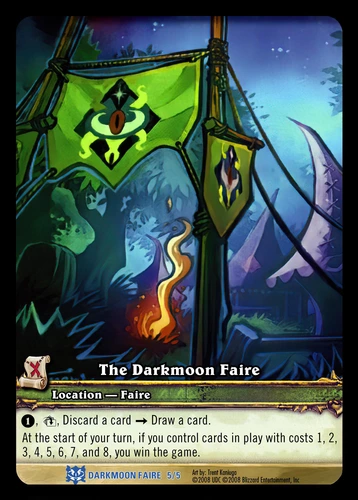 The Darkmoon Faire
Location — Faire
1, , Discard a card → Draw a card.
At the start of your turn, if you control cards in play with costs 1, 2,
3, 4, 5, 6, 7, and 8, you win the game.
DARKMOON FAIRE 5/5
Art by: Trent Kaniuga
©2008 UDC ©2008 Blizzard Entertainment, Inc